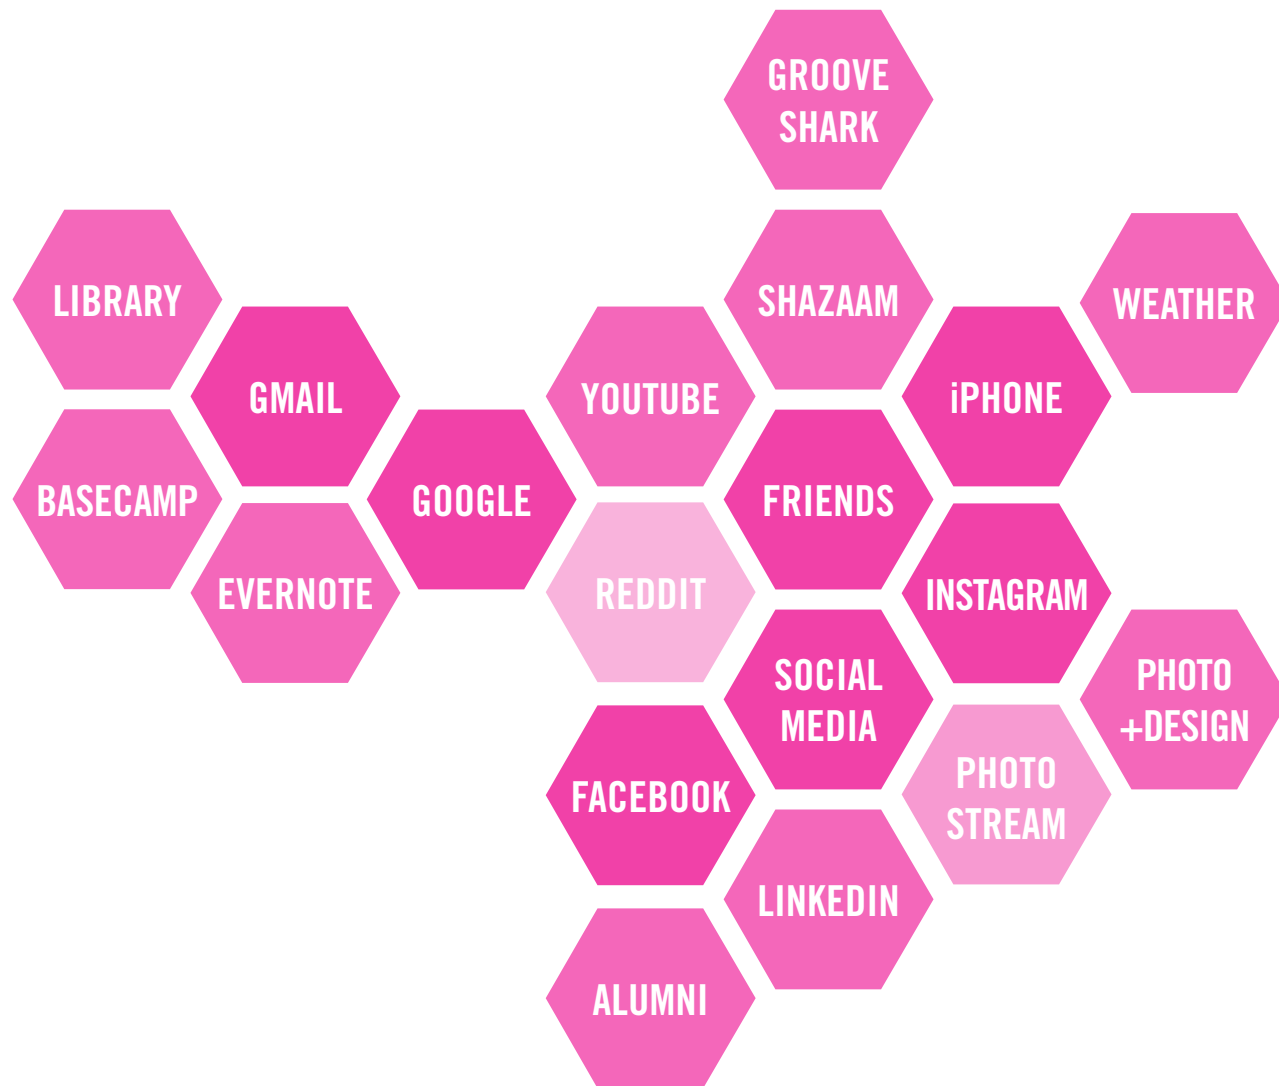 GROOVE
SHARK
LIBRARY
SHAZAAM
WEATHER
GMAIL
YOUTUBE
iPHONE
BASECAMP
GOOGLE
FRIENDS
EVERNOTE
REDDIT
INSTAGRAM
SOCIAL
MEDIA
PHOTO
+DESIGN
FACEBOOK
PHOTO
STREAM
LINKEDIN
ALUMNI